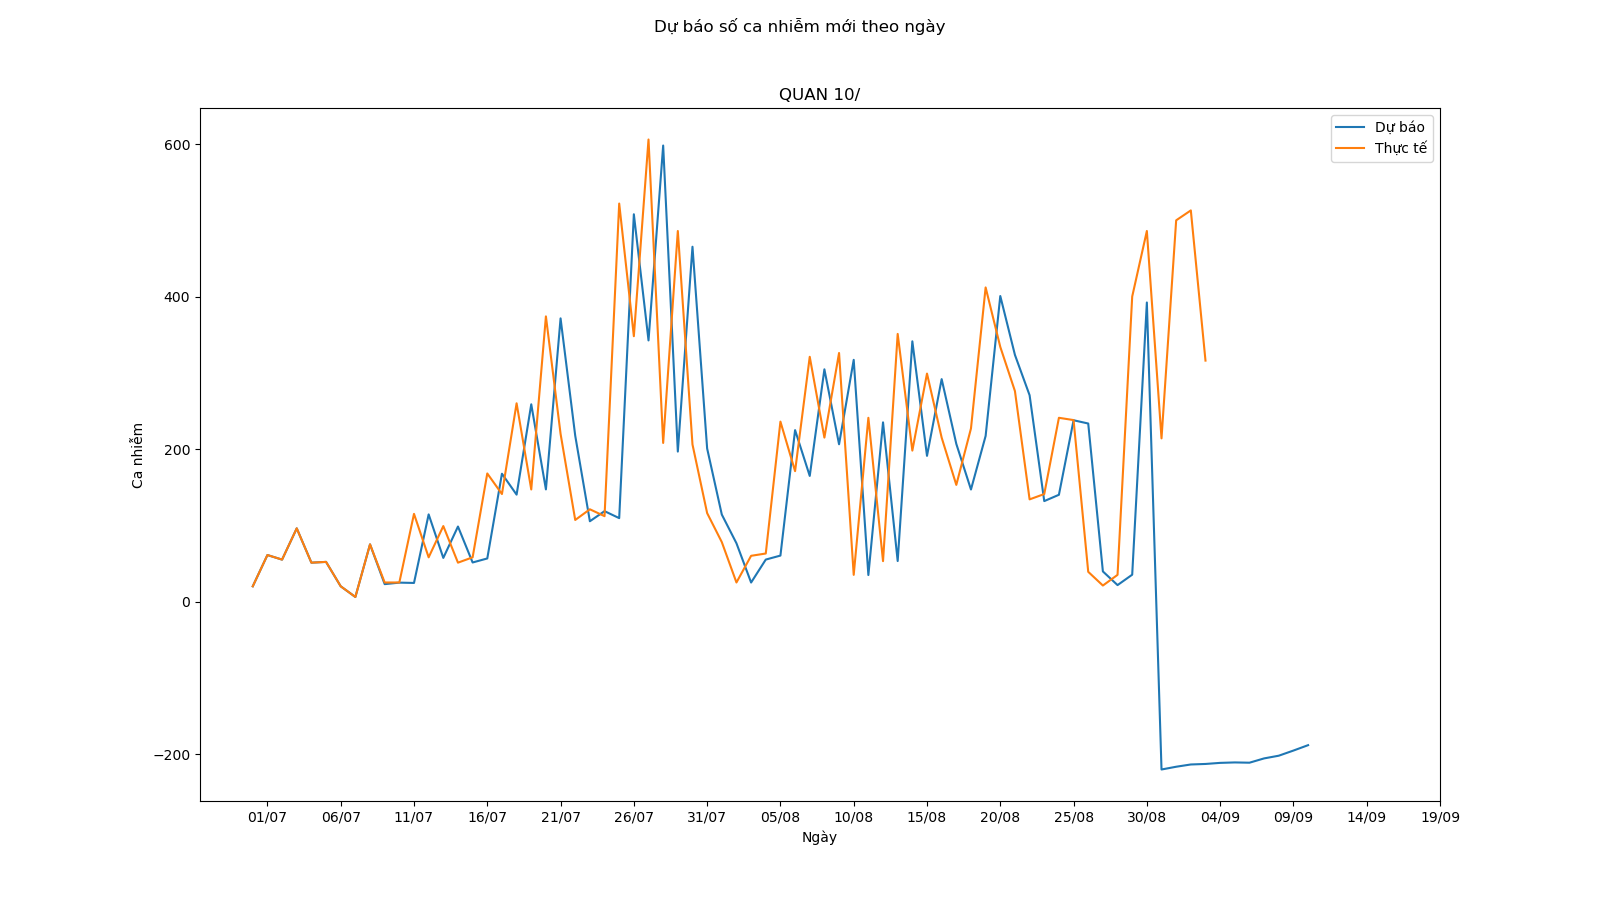 Dự báo số ca nhiễm mới theo ngày
QUAN 10/
Dự báo
Thực tế
600
400
200
0
−200
Ca nhiễm
01/07 06/07 11/07 16/07 21/07 26/07 31/07 05/08 10/08 15/08 20/08 25/08 30/08 04/09 09/09 14/09 19/09
Ngày